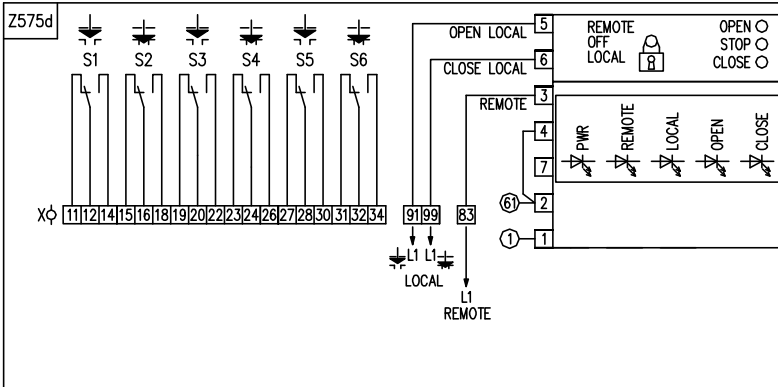 Z575d
S1 S2 S3 S4 S5 S6
OPEN LOCAL 5
CLOSE LOCAL 6
REMOTE 3
4
7
61 2
1 1
REMOTE
OFF
LOCAL
OPEN
STOP
CLOSE
PWR
REMOTE
LOCAL
OPEN
CLOSE
X 11 12 14 15 16 18 19 20 22 23 24 26 27 28 30 31 32 34 91 99 83
L1 L1
LOCAL
L1
REMOTE